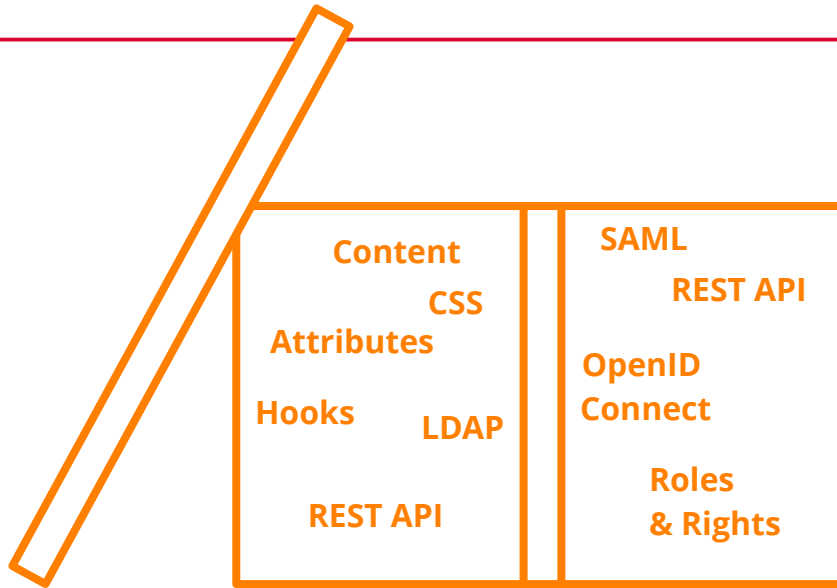 Content
CSS
Attributes
Hooks
LDAP
REST API
SAML
REST API
OpenID
Connect
Roles
& Rights